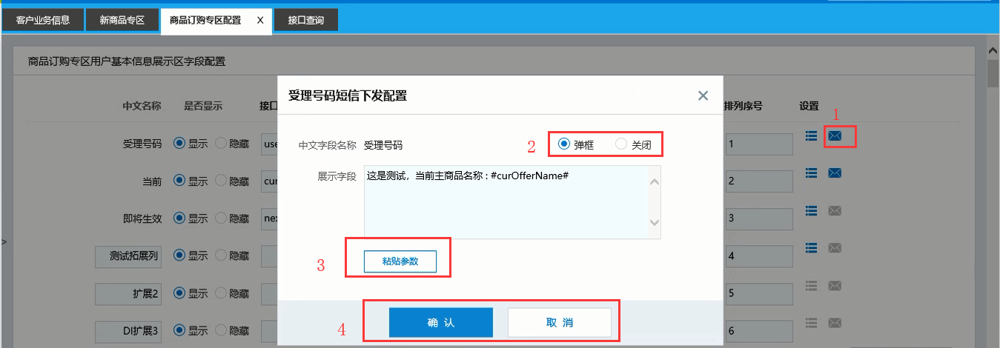 客户业务信息 新商品专区 商品订购专区配置 X 接口查询
商品订购专区用户基本信息展示区字段配置
受理号码短信下发配置
中文名称 是否显示 接口 排列序号 设置 1
中文字段名称 受理号码 2 弹框 关闭
受理号码 显示 隐藏 use 1
展示字段 这是测试，当前主商品名称 : #curOfferName#
当前 显示 隐藏 cur 2
即将生效 显示 隐藏 nex 3
测试拓展列 显示 隐藏 4
3 粘贴参数
扩展2 显示 隐藏 5
4 确 认 取 消
DI扩展3 显示 隐藏 6
>